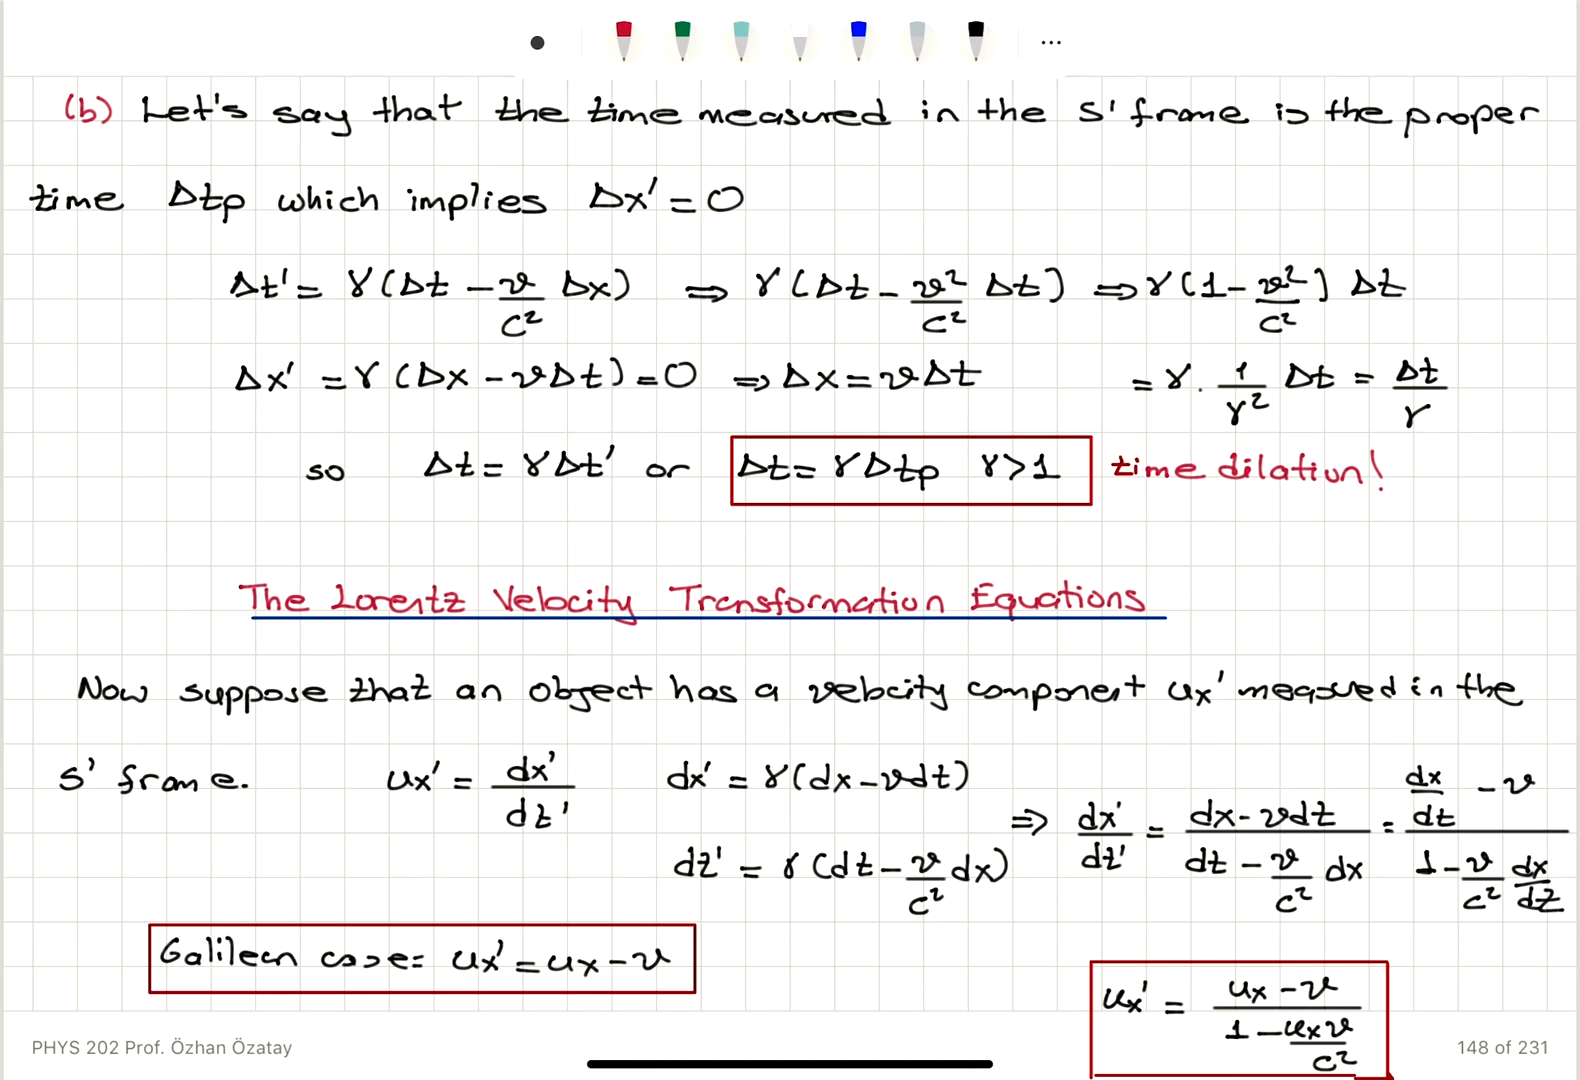 ...
(b) Let's say that the time measured in the S' frame is the proper
time Δtp which implies Δx' = 0
Δt' = γ(Δt - v/c² Δx) ⇒ γ(Δt - v²/c² Δt) ⇒ γ(1 - v²/c²) Δt
Δx' = γ(Δx - vΔt) = 0 ⇒ Δx = vΔt = γ · 1/γ² Δt = Δt/γ
so Δt = γΔt' or Δt = γΔtp γ>1 time dilation!
The Lorentz Velocity Transformation Equations
Now suppose that an object has a velocity component ux' measured in the
S' frame. ux' = dx'/dt' dx' = γ(dx - vdt)
dt' = γ(dt - v/c² dx) ⇒ dx'/dt' = (dx - vdt)/(dt - v/c² dx) = (dx/dt - v)/(1 - v/c² dx/dt)
Galilean case: ux' = ux - v
ux' = (ux - v)/(1 - uxv/c²)
PHYS 202 Prof. Özhan Özatay
148 of 231